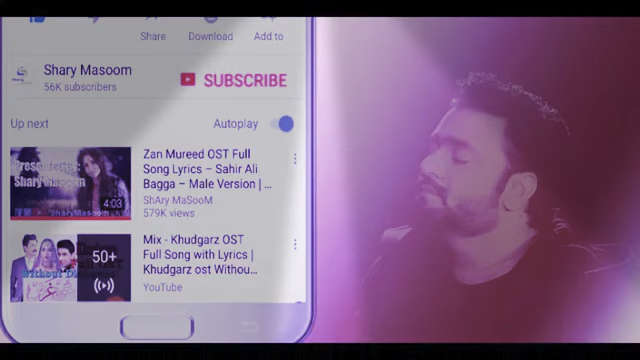 Share Download Add to
Shary Masoom
56K subscribers
SUBSCRIBE
Up next
Autoplay
Zan Mureed OST Full
Song Lyrics – Sahir Ali
Bagga – Male Version | ...
ShAry MaSooM
579K views
4:03
Mix - Khudgarz OST
Full Song with Lyrics |
Khudgarz ost Withou...
YouTube
50+